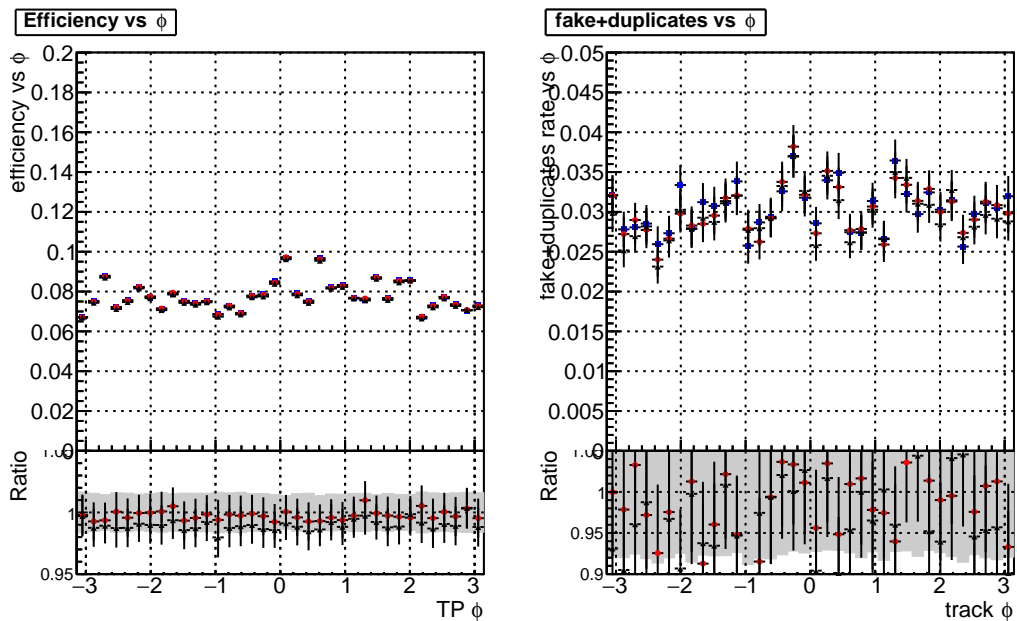 Efficiency vs ϕ
efficiency vs ϕ
0.2
0.18
0.16
0.14
0.12
0.1
0.08
0.06
0.04
0.02
0
Ratio
1
0.95
−3 −2 −1 0 1 2 3
TP ϕ
fake+duplicates vs ϕ
fake+duplicates rate vs ϕ
0.05
0.045
0.04
0.035
0.03
0.025
0.02
0.015
0.01
0.005
0
Ratio
1
0.95
0.9
−3 −2 −1 0 1 2 3
track ϕ